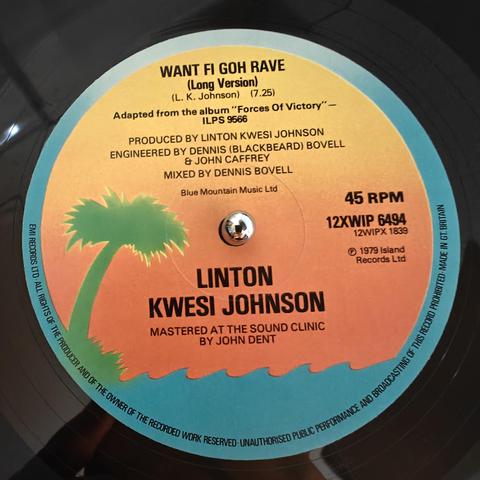 WANT FI GOH RAVE
(Long Version)
(L. K. Johnson) (7.25)
Adapted from the album "Forces Of Victory"—
ILPS 9566
PRODUCED BY LINTON KWESI JOHNSON
ENGINEERED BY DENNIS (BLACKBEARD) BOVELL
& JOHN CAFFREY
MIXED BY DENNIS BOVELL
Blue Mountain Music Ltd
45 RPM
12XWIP 6494
12WIPX 1839
℗ 1979 Island
Records Ltd
LINTON
KWESI JOHNSON
MASTERED AT THE SOUND CLINIC
BY JOHN DENT
EMI RECORDS LTD. ALL RIGHTS OF THE PRODUCER AND OF THE OWNER OF THE RECORDED WORK RESERVED· UNAUTHORISED PUBLIC PERFORMANCE AND BROADCASTING OF THIS RECORD PROHIBITED· MADE IN GT. BRITAIN